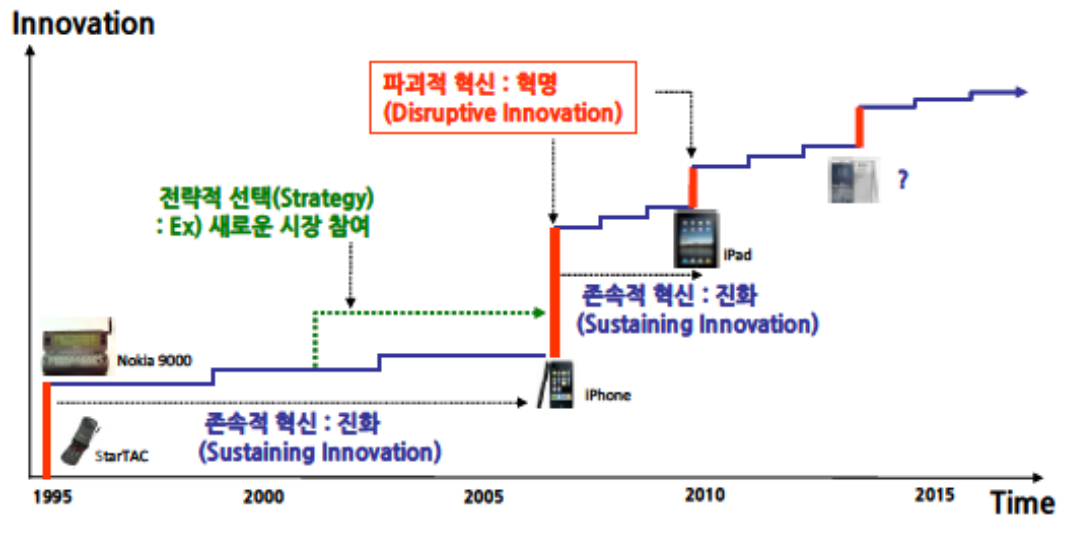 Innovation
파괴적 혁신 : 혁명
(Disruptive Innovation)
전략적 선택(Strategy)
: Ex) 새로운 시장 참여
?
iPad
존속적 혁신 : 진화
(Sustaining Innovation)
Nokia 9000
iPhone
존속적 혁신 : 진화
(Sustaining Innovation)
StarTAC
1995 2000 2005 2010 2015 Time